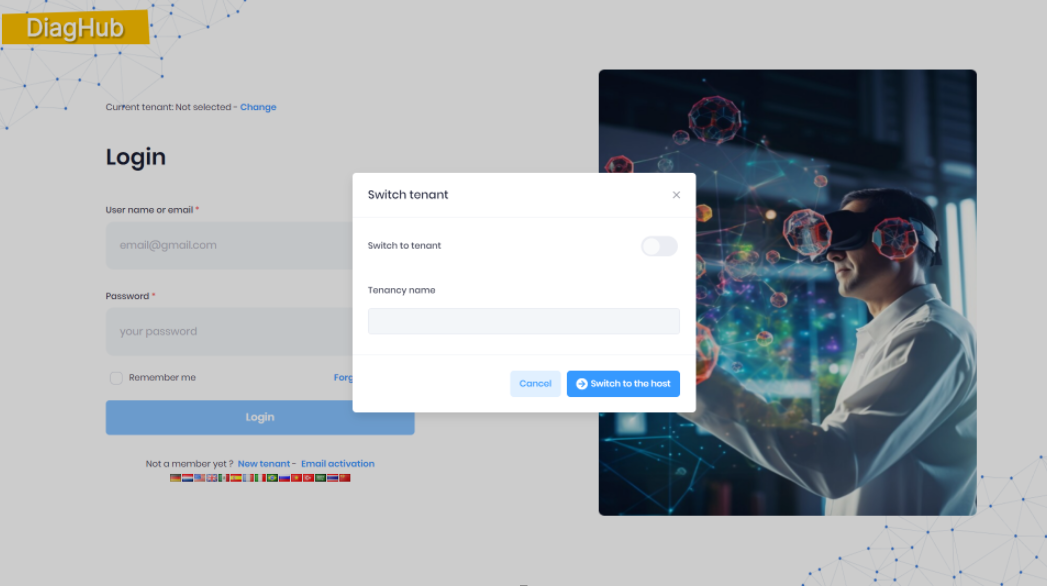 DiagHub
Current tenant: Not selected - Change
Login
User name or email *
email@gmail.com
Password *
your password
Remember me
Forg
Login
Not a member yet ? New tenant - Email activation
Switch tenant
Switch to tenant
Tenancy name
Cancel
Switch to the host